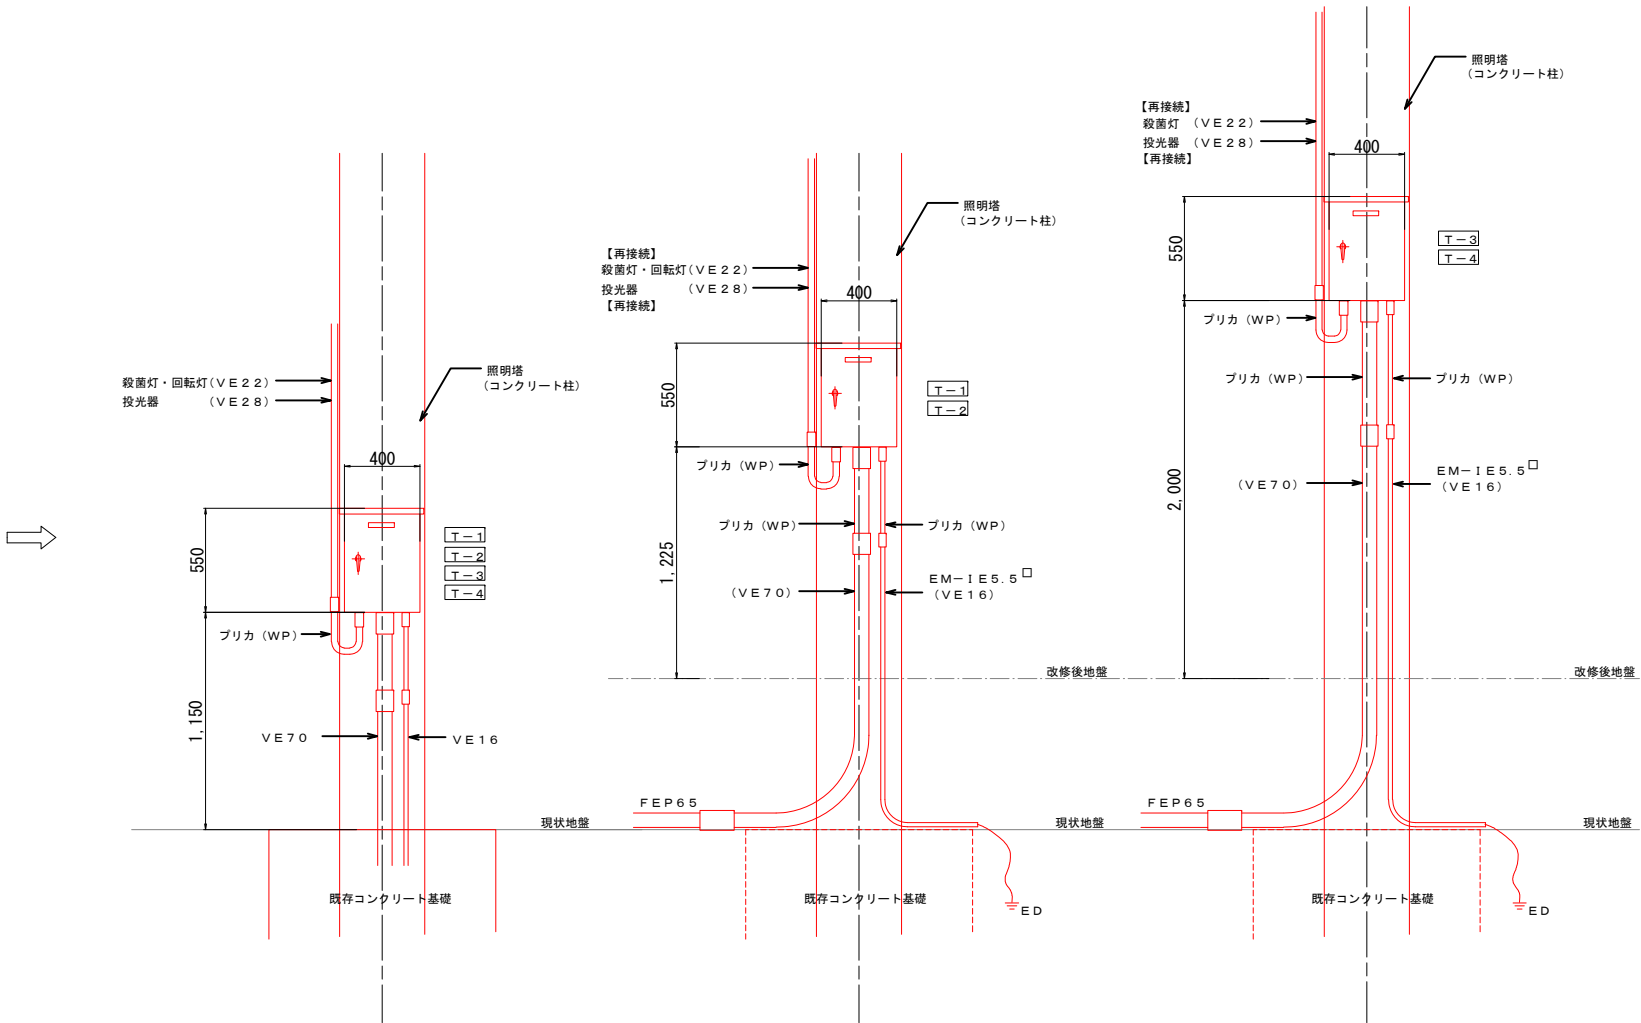 照明塔
(コンクリート柱)
殺菌灯・回転灯(VE22)
投光器 (VE28)
400
550
T-1
T-2
T-3
T-4
プリカ(WP)
1,150
VE70
VE16
現状地盤
既存コンクリート基礎
照明塔
(コンクリート柱)
【再接続】
殺菌灯・回転灯(VE22)
投光器 (VE28)
【再接続】
400
550
T-1
T-2
プリカ(WP)
プリカ(WP)
プリカ(WP)
1,225
(VE70)
EM-IE5.5□
(VE16)
改修後地盤
FEP65
現状地盤
既存コンクリート基礎
ED
照明塔
(コンクリート柱)
【再接続】
殺菌灯 (VE22)
投光器 (VE28)
【再接続】
400
550
T-3
T-4
プリカ(WP)
プリカ(WP)
プリカ(WP)
2,000
(VE70)
EM-IE5.5□
(VE16)
改修後地盤
FEP65
現状地盤
既存コンクリート基礎
ED